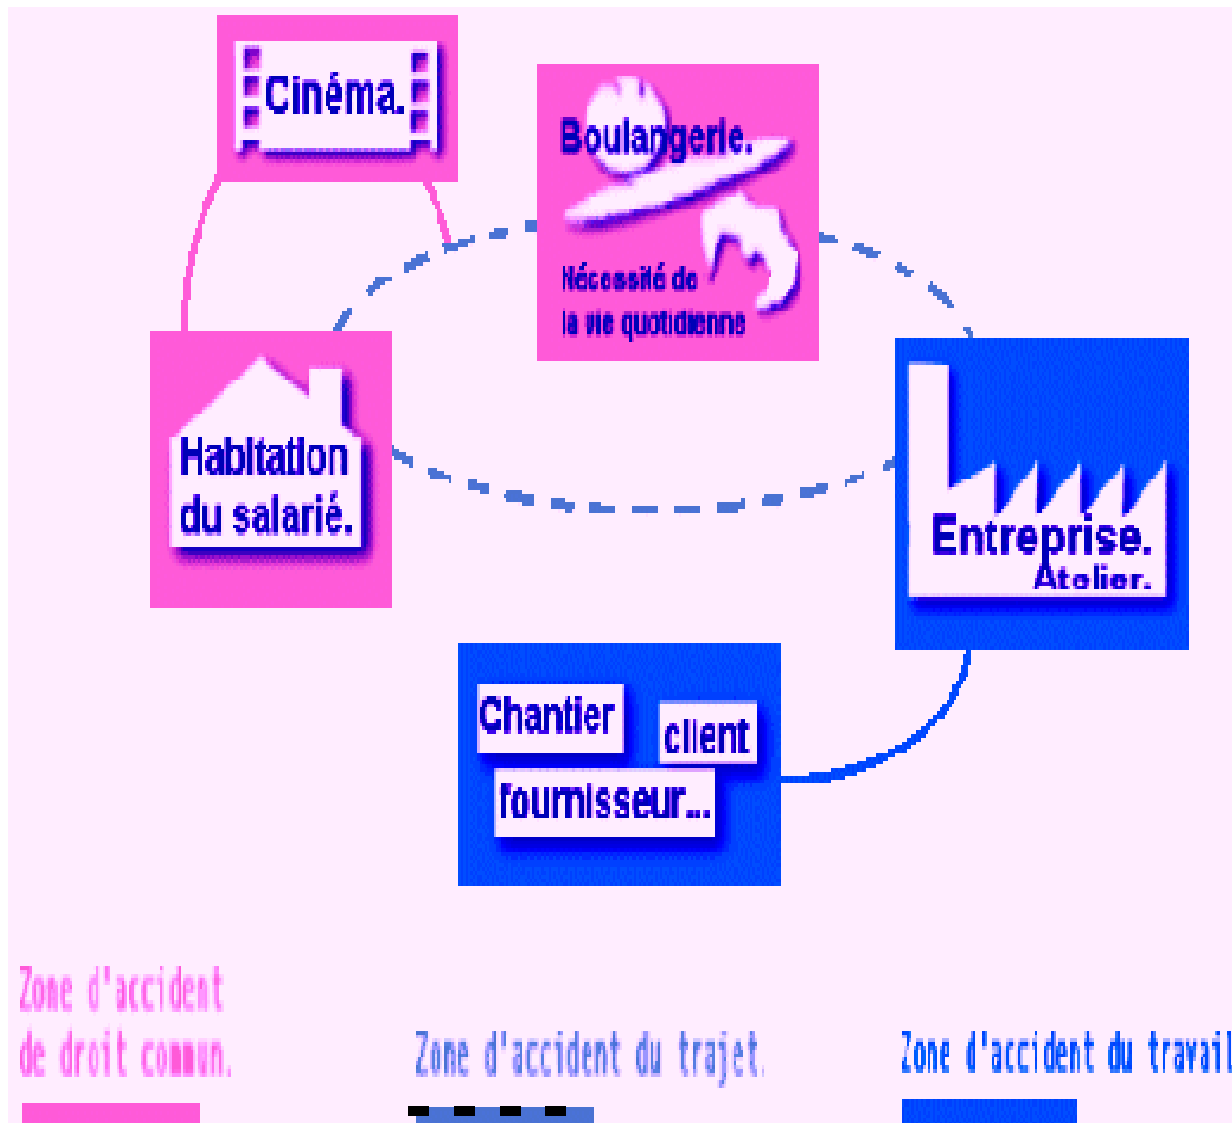 Cinéma.
Boulangerie.
Nécessité de
la vie quotidienne
Habitation
du salarié.
Entreprise.
Atelier.
Chantier
client
fournisseur...
Zone d'accident
de droit commun.
Zone d'accident du trajet.
Zone d'accident du travail